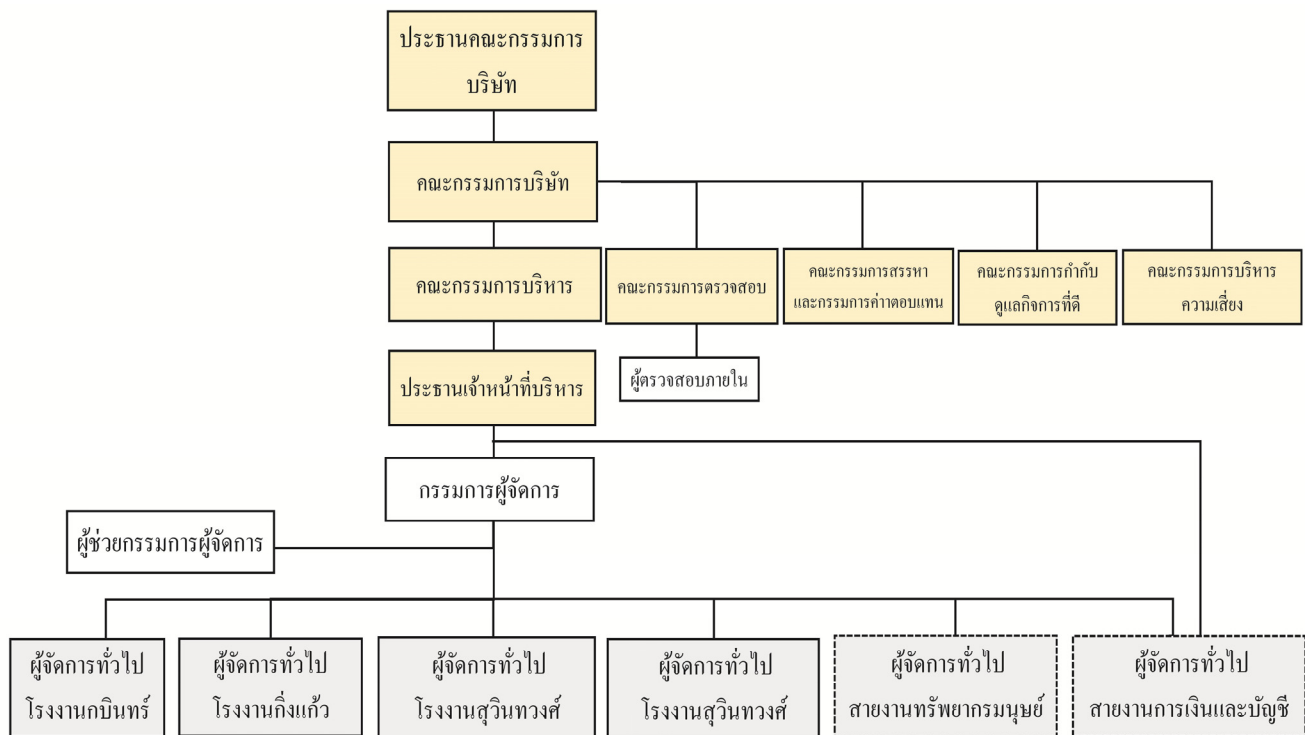 ประธานคณะกรรมการ
บริษัท
คณะกรรมการบริษัท
คณะกรรมการบริหาร
คณะกรรมการตรวจสอบ
คณะกรรมการสรรหา
และกรรมการค่าาตอบแทน
คณะกรรมการกำกับ
ดูแลกิจการที่ดี
คณะกรรมการบริหาร
ความเสี่ยง
ประธานเจ้าหน้าที่บริหาร
ผู้ตรวจสอบภายใน
กรรมการผู้จัดการ
ผู้ช่วยกรรมการผู้จัดการ
ผู้จัดการทั่วไป
โรงงานกบินทร์
ผู้จัดการทั่วไป
โรงงานกิ่งแก้ว
ผู้จัดการทั่วไป
โรงงานสุวินทวงศ์
ผู้จัดการทั่วไป
โรงงานสุวินทวงศ์
ผู้จัดการทั่วไป
สายงานทรัพยากรมนุษย์
ผู้จัดการทั่วไป
สายงานการเงินและบัญชี